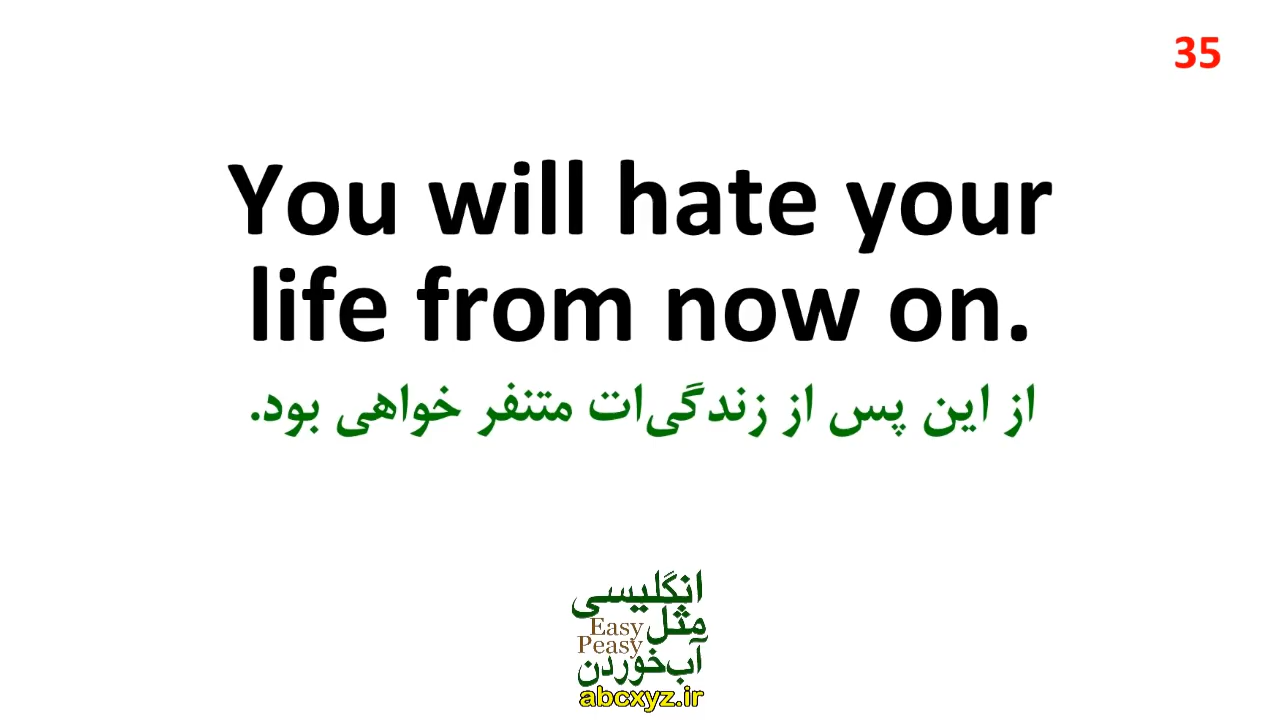 35
You will hate your
life from now on.
از این پس از زندگی‌ات متنفر خواهی بود.
انگلیسی
مثل Easy
Peasy
آب‌خوردن
abcxyz.ir